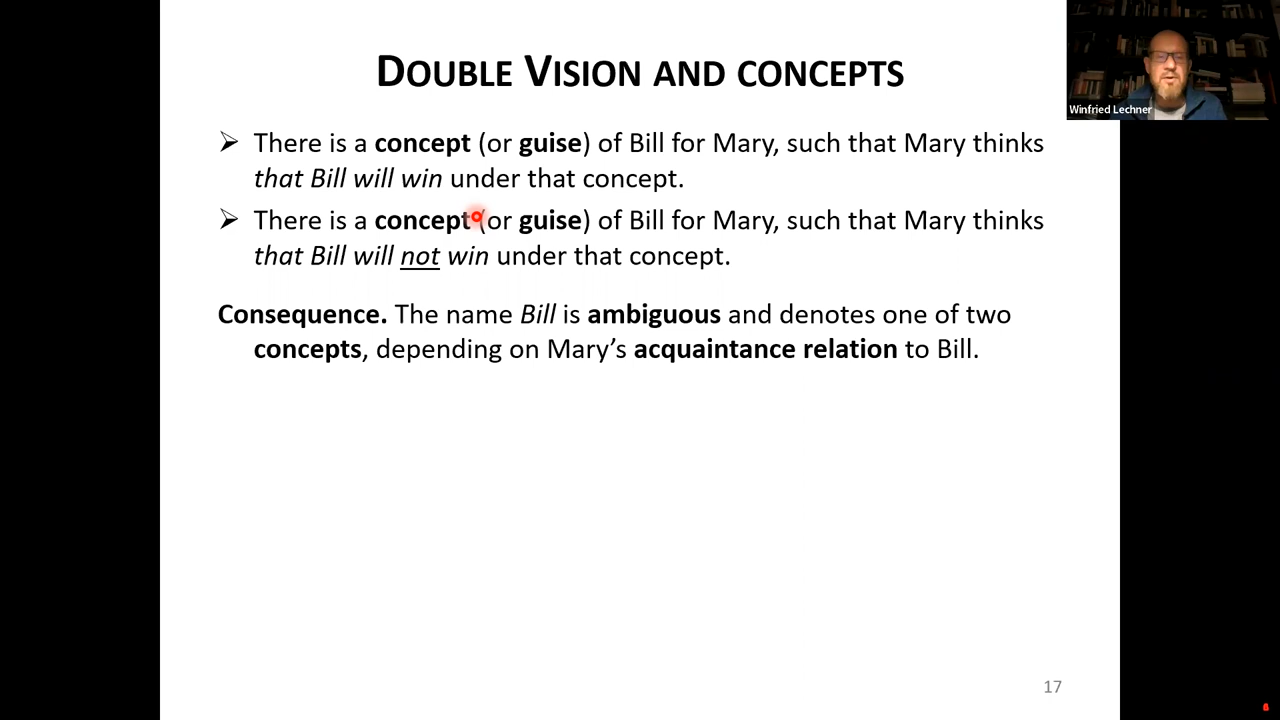 DOUBLE VISION AND CONCEPTS
Winfried Lechner
➢ There is a concept (or guise) of Bill for Mary, such that Mary thinks
that Bill will win under that concept.
➢ There is a concept (or guise) of Bill for Mary, such that Mary thinks
that Bill will not win under that concept.
Consequence. The name Bill is ambiguous and denotes one of two
concepts, depending on Mary’s acquaintance relation to Bill.
17